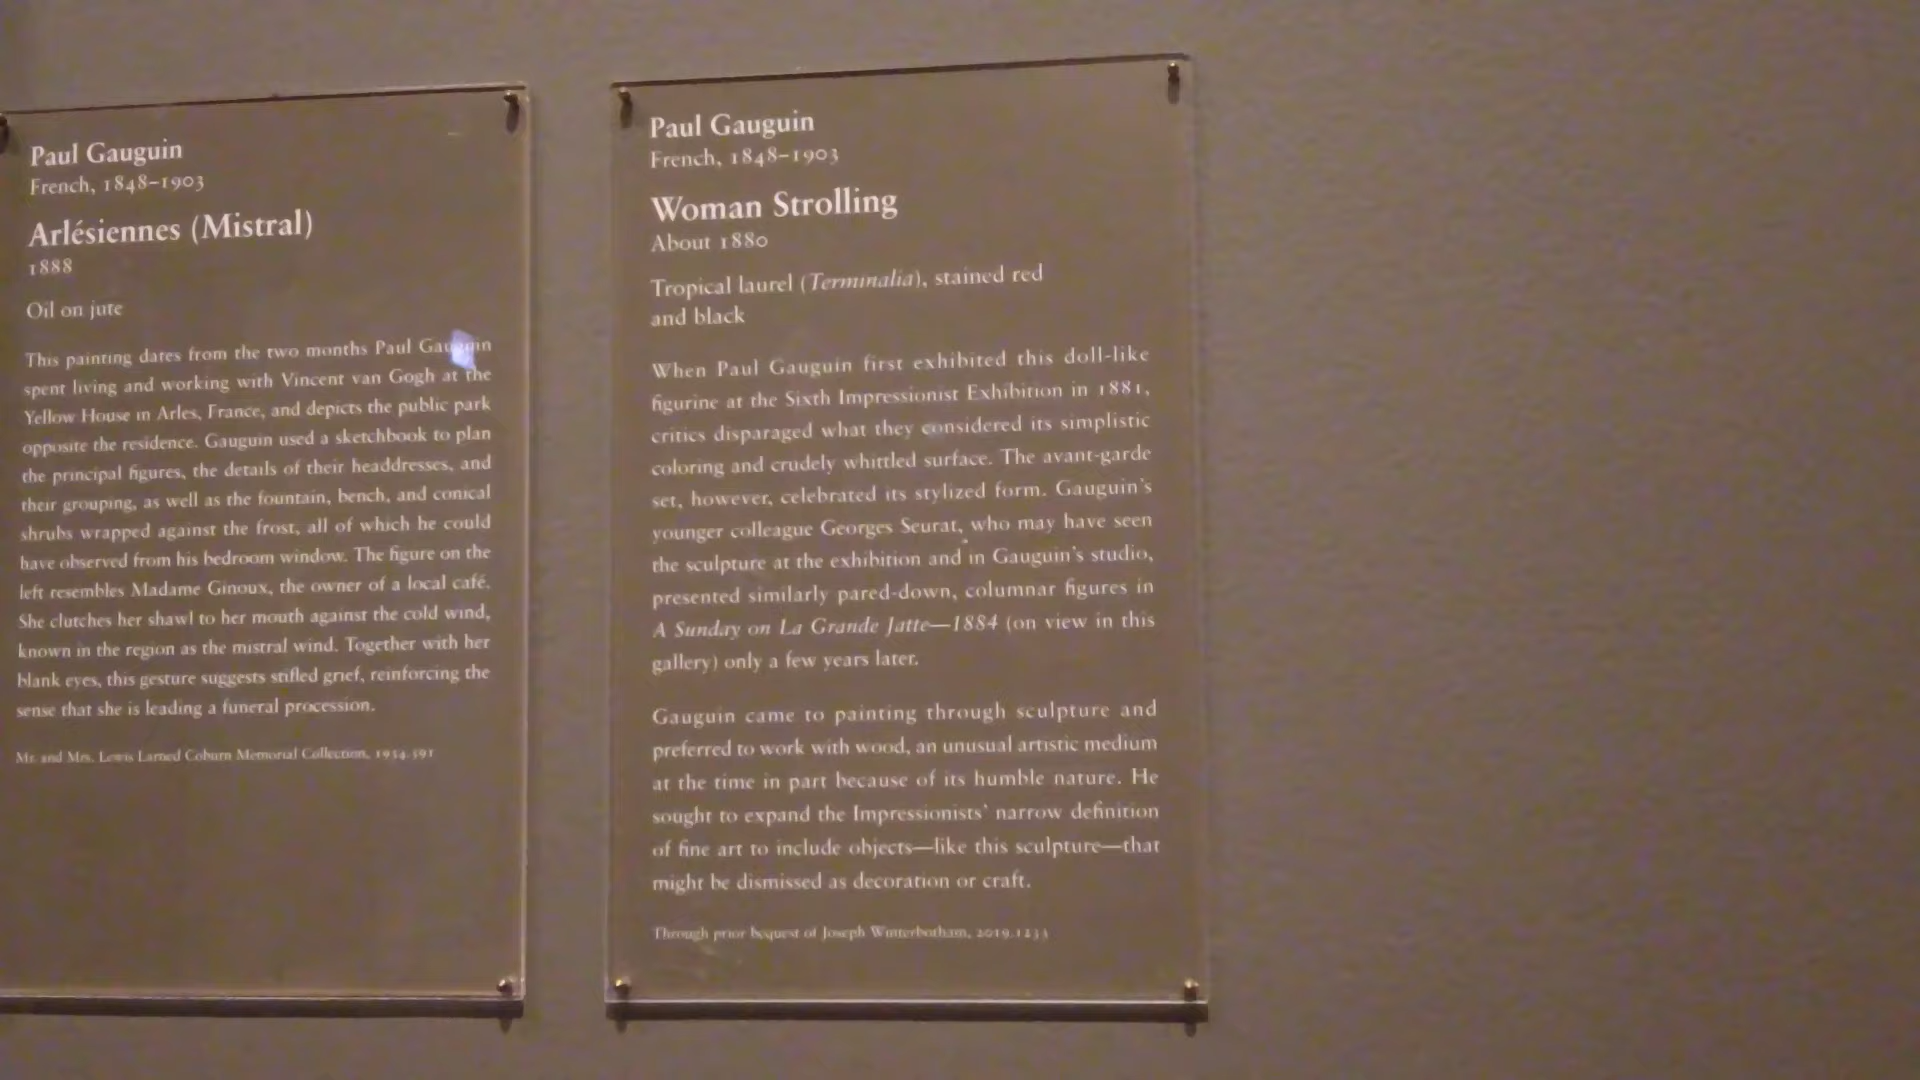 Paul Gauguin
French, 1848–1903
Arlésiennes (Mistral)
1888
Oil on jute
This painting dates from the two months Paul Gauguin
spent living and working with Vincent van Gogh at the
Yellow House in Arles, France, and depicts the public park
opposite the residence. Gauguin used a sketchbook to plan
the principal figures, the details of their headdresses, and
their grouping, as well as the fountain, bench, and conical
shrubs wrapped against the frost, all of which he could
have observed from his bedroom window. The figure on the
left resembles Madame Ginoux, the owner of a local café.
She clutches her shawl to her mouth against the cold wind,
known in the region as the mistral wind. Together with her
blank eyes, this gesture suggests stifled grief, reinforcing the
sense that she is leading a funeral procession.
Mr. and Mrs. Lewis Larned Coburn Memorial Collection, 1934.391
Paul Gauguin
French, 1848–1903
Woman Strolling
About 1880
Tropical laurel (Terminalia), stained red
and black
When Paul Gauguin first exhibited this doll-like
figurine at the Sixth Impressionist Exhibition in 1881,
critics disparaged what they considered its simplistic
coloring and crudely whittled surface. The avant-garde
set, however, celebrated its stylized form. Gauguin's
younger colleague Georges Seurat, who may have seen
the sculpture at the exhibition and in Gauguin's studio,
presented similarly pared-down, columnar figures in
A Sunday on La Grande Jatte—1884 (on view in this
gallery) only a few years later.
Gauguin came to painting through sculpture and
preferred to work with wood, an unusual artistic medium
at the time in part because of its humble nature. He
sought to expand the Impressionists' narrow definition
of fine art to include objects—like this sculpture—that
might be dismissed as decoration or craft.
Through prior bequest of Joseph Winterbotham,